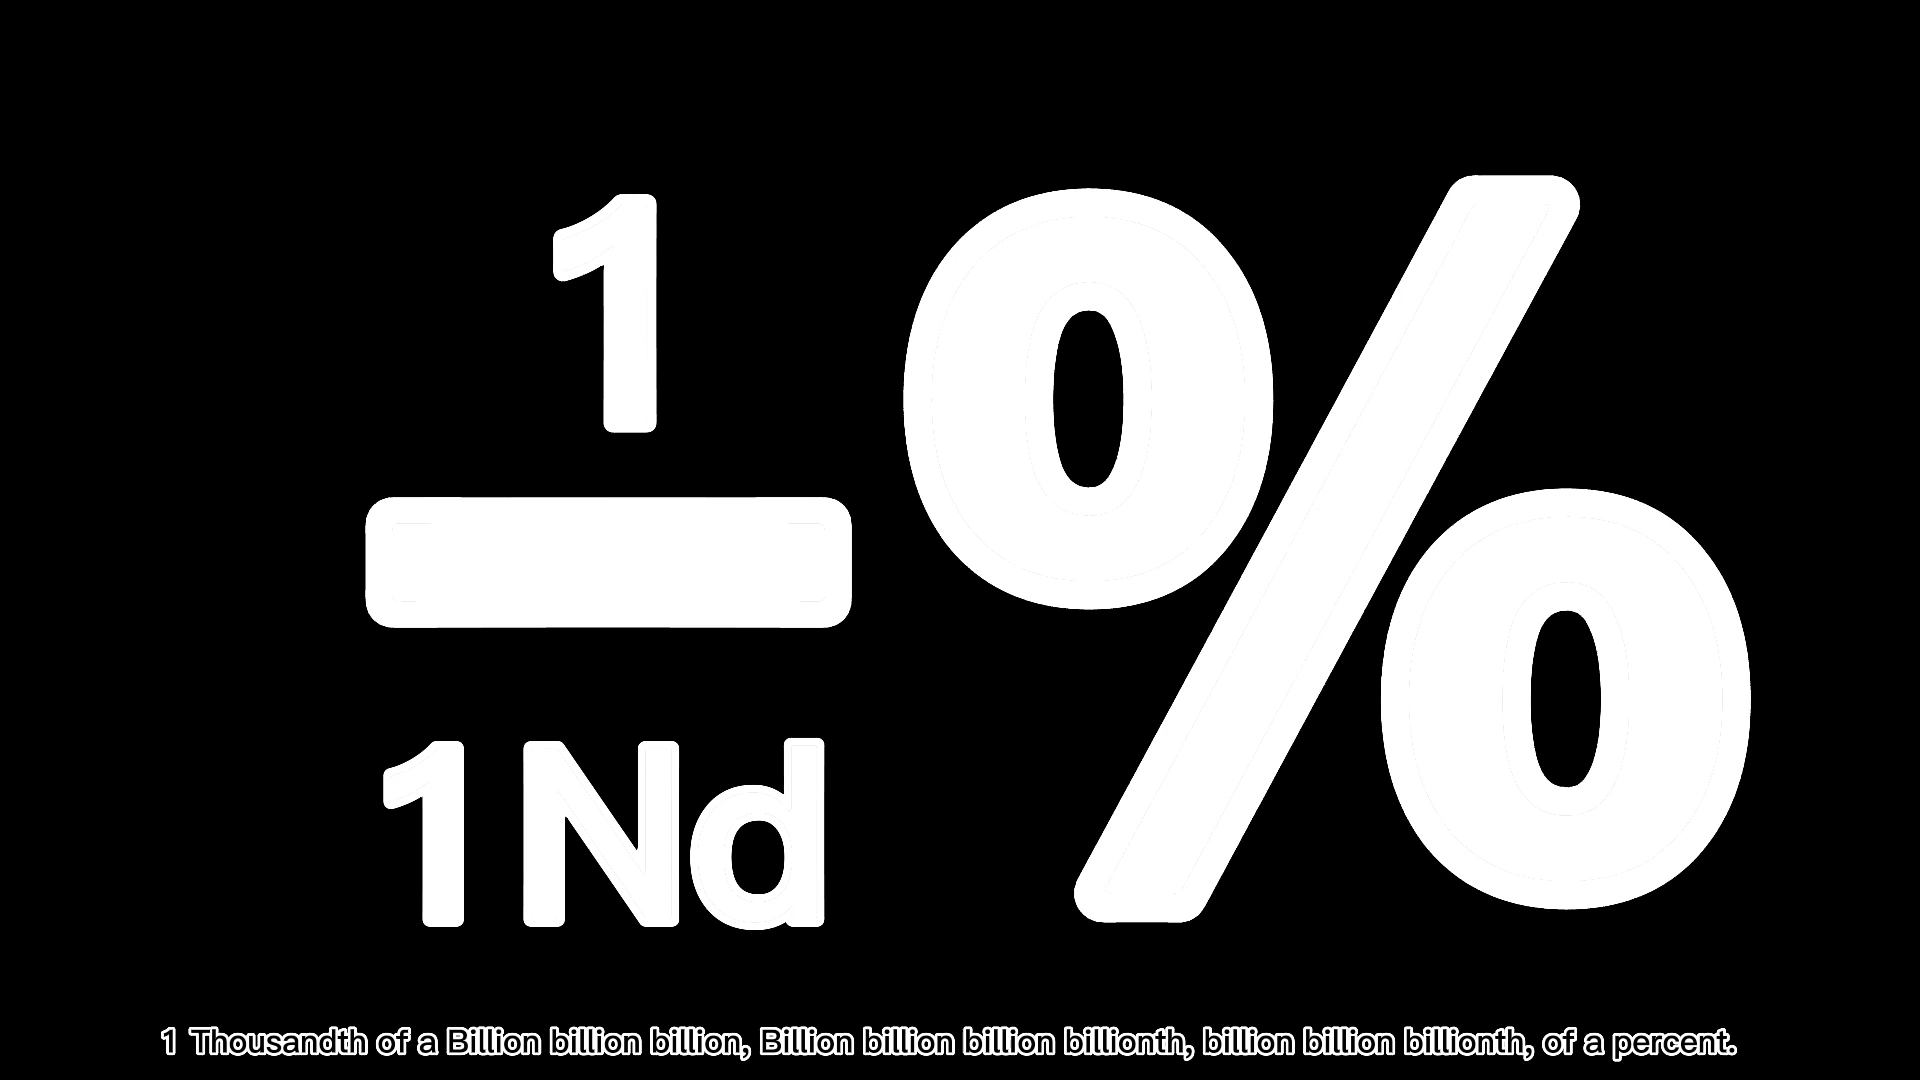 1
1Nd
%
1 Thousandth of a Billion billion billion, Billion billion billion billionth, billion billion billionth, of a percent.